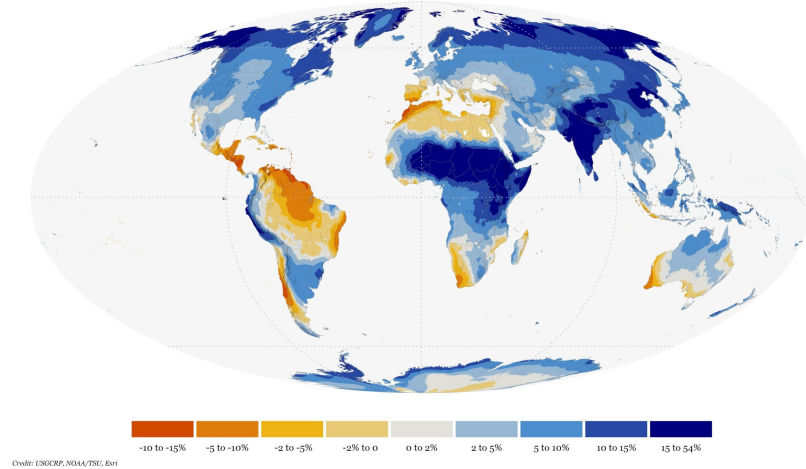 -10 to -15% -5 to -10% -2 to -5% -2% to 0 0 to 2% 2 to 5% 5 to 10% 10 to 15% 15 to 54%
Credit: USGCRP, NOAA/TSU, Esri